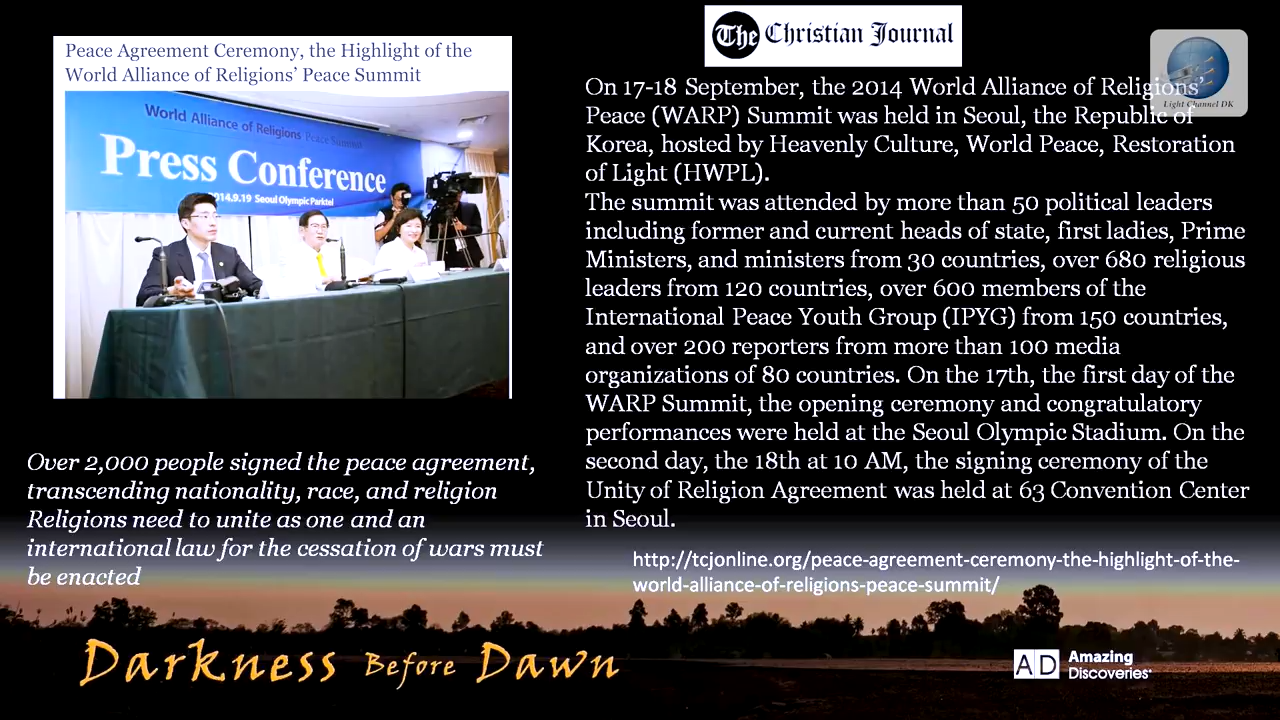 Peace Agreement Ceremony, the Highlight of the
World Alliance of Religions' Peace Summit
World Alliance of Religions Peace Summit
Press Conference
2014.9.19 Seoul Olympic Parktel
Over 2,000 people signed the peace agreement,
transcending nationality, race, and religion
Religions need to unite as one and an
international law for the cessation of wars must
be enacted
The Christian Journal
Light Channel DK
On 17-18 September, the 2014 World Alliance of Religions'
Peace (WARP) Summit was held in Seoul, the Republic of
Korea, hosted by Heavenly Culture, World Peace, Restoration
of Light (HWPL).
The summit was attended by more than 50 political leaders
including former and current heads of state, first ladies, Prime
Ministers, and ministers from 30 countries, over 680 religious
leaders from 120 countries, over 600 members of the
International Peace Youth Group (IPYG) from 150 countries,
and over 200 reporters from more than 100 media
organizations of 80 countries. On the 17th, the first day of the
WARP Summit, the opening ceremony and congratulatory
performances were held at the Seoul Olympic Stadium. On the
second day, the 18th at 10 AM, the signing ceremony of the
Unity of Religion Agreement was held at 63 Convention Center
in Seoul.
http://tcjonline.org/peace-agreement-ceremony-the-highlight-of-the-
world-alliance-of-religions-peace-summit/
Darkness Before Dawn
AD Amazing
Discoveries